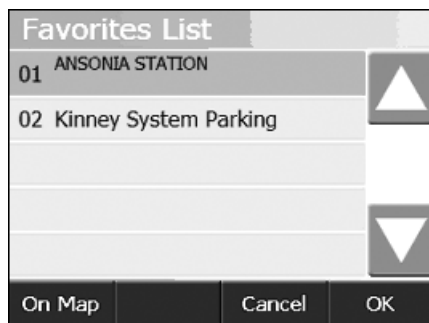 Favorites List
01 ANSONIA STATION
02 Kinney System Parking
On Map Cancel OK